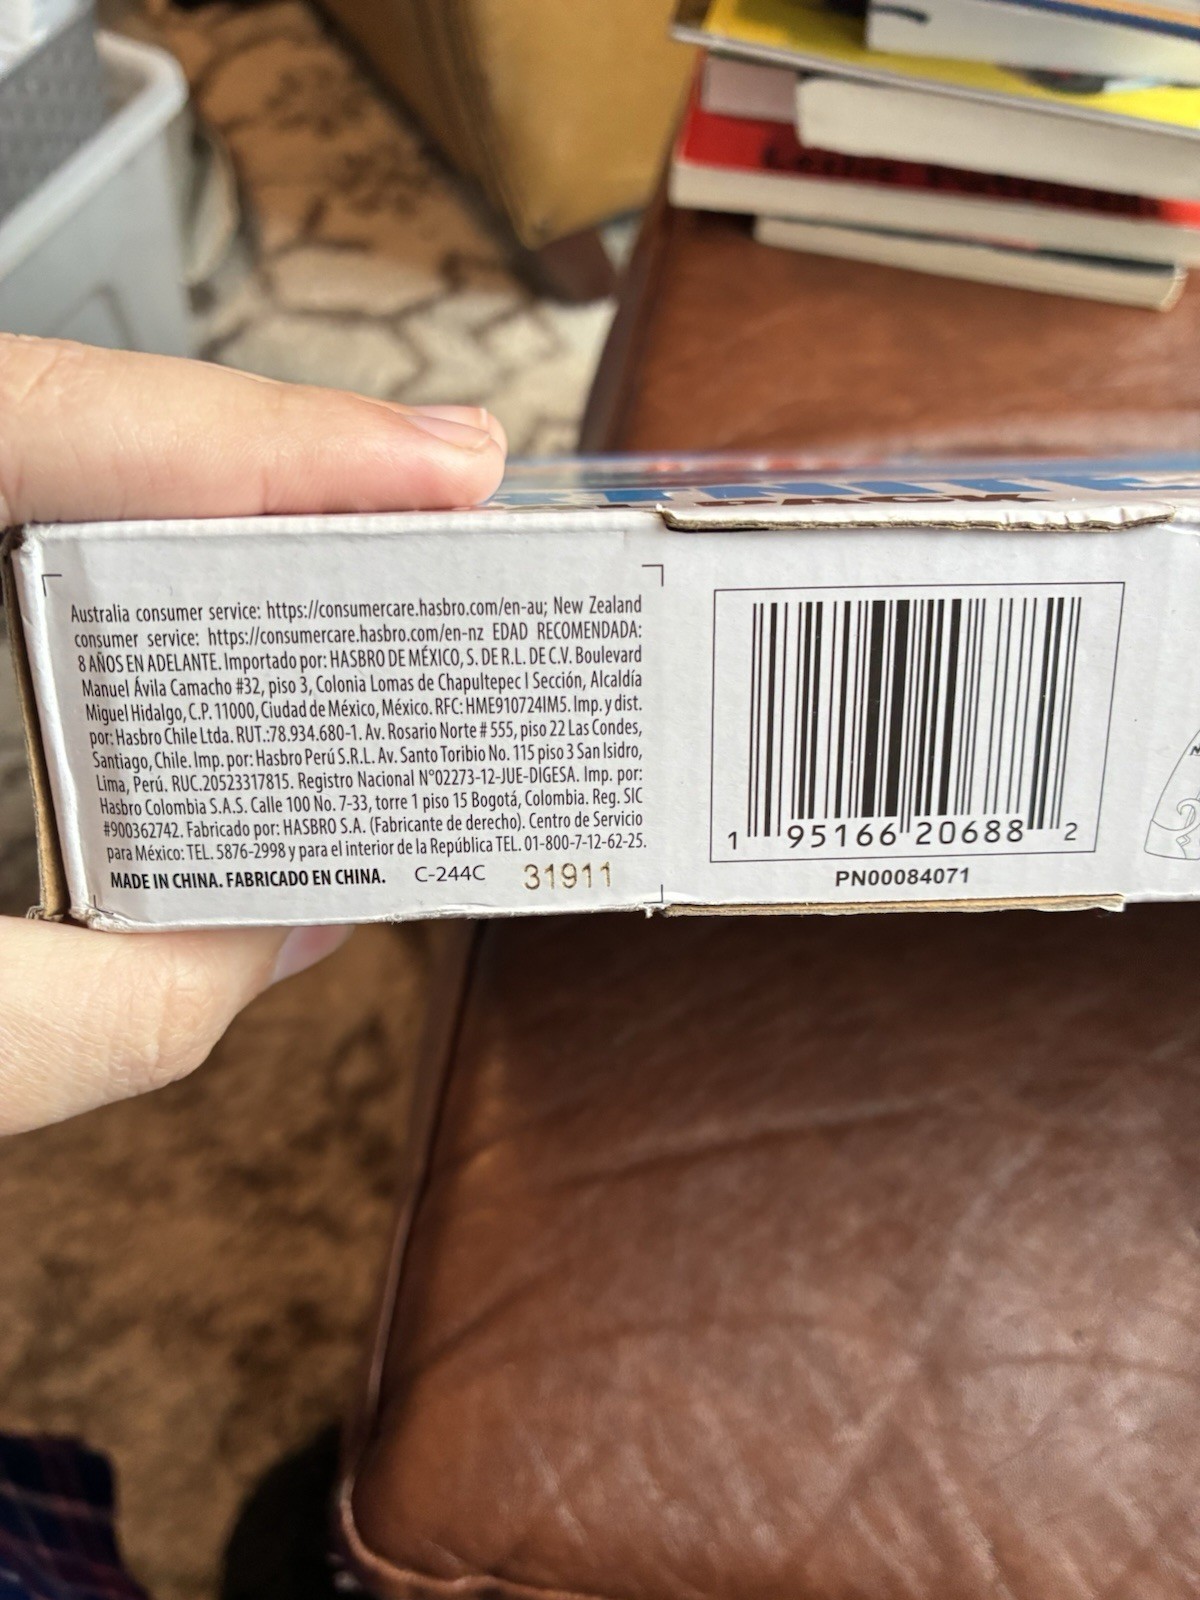 PACK
Australia consumer service: https://consumercare.hasbro.com/en-au; New Zealand
consumer service: https://consumercare.hasbro.com/en-nz EDAD RECOMENDADA:
8 AÑOS EN ADELANTE. Importado por: HASBRO DE MÉXICO, S. DE R.L. DE C.V. Boulevard
Manuel Ávila Camacho #32, piso 3, Colonia Lomas de Chapultepec I Sección, Alcaldía
Miguel Hidalgo, C.P. 11000, Ciudad de México, México. RFC: HME910724IM5. Imp. y dist.
por: Hasbro Chile Ltda. RUT.:78.934.680-1. Av. Rosario Norte # 555, piso 22 Las Condes,
Santiago, Chile. Imp. por: Hasbro Perú S.R.L. Av. Santo Toribio No. 115 piso 3 San Isidro,
Lima, Perú. RUC.20523317815. Registro Nacional N°02273-12-JUE-DIGESA. Imp. por:
Hasbro Colombia S.A.S. Calle 100 No. 7-33, torre 1 piso 15 Bogotá, Colombia. Reg. SIC
#900362742. Fabricado por: HASBRO S.A. (Fabricante de derecho). Centro de Servicio
para México: TEL. 5876-2998 y para el interior de la República TEL. 01-800-7-12-62-25.
MADE IN CHINA. FABRICADO EN CHINA. C-244C 31911
1 95166 20688 2
PN00084071